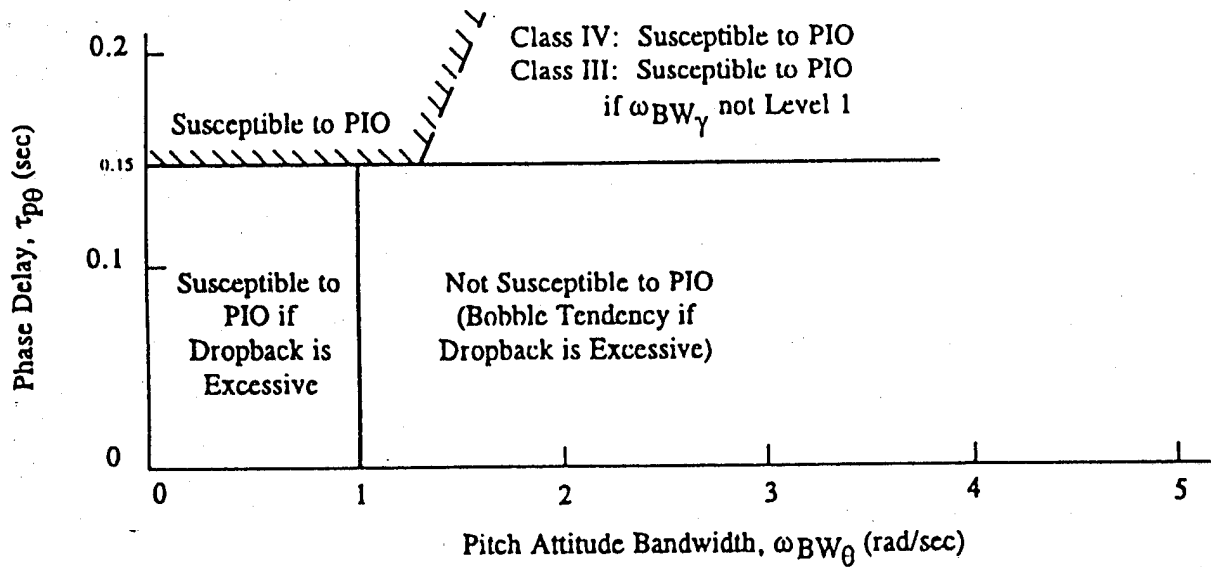 0.2
Class IV: Susceptible to PIO
Class III: Susceptible to PIO
if ωBWγ not Level 1
Susceptible to PIO
0.15
Phase Delay, τpθ (sec)
0.1
Susceptible to
PIO if
Dropback is
Excessive
Not Susceptible to PIO
(Bobble Tendency if
Dropback is Excessive)
0
0 1 2 3 4 5
Pitch Attitude Bandwidth, ωBWθ (rad/sec)